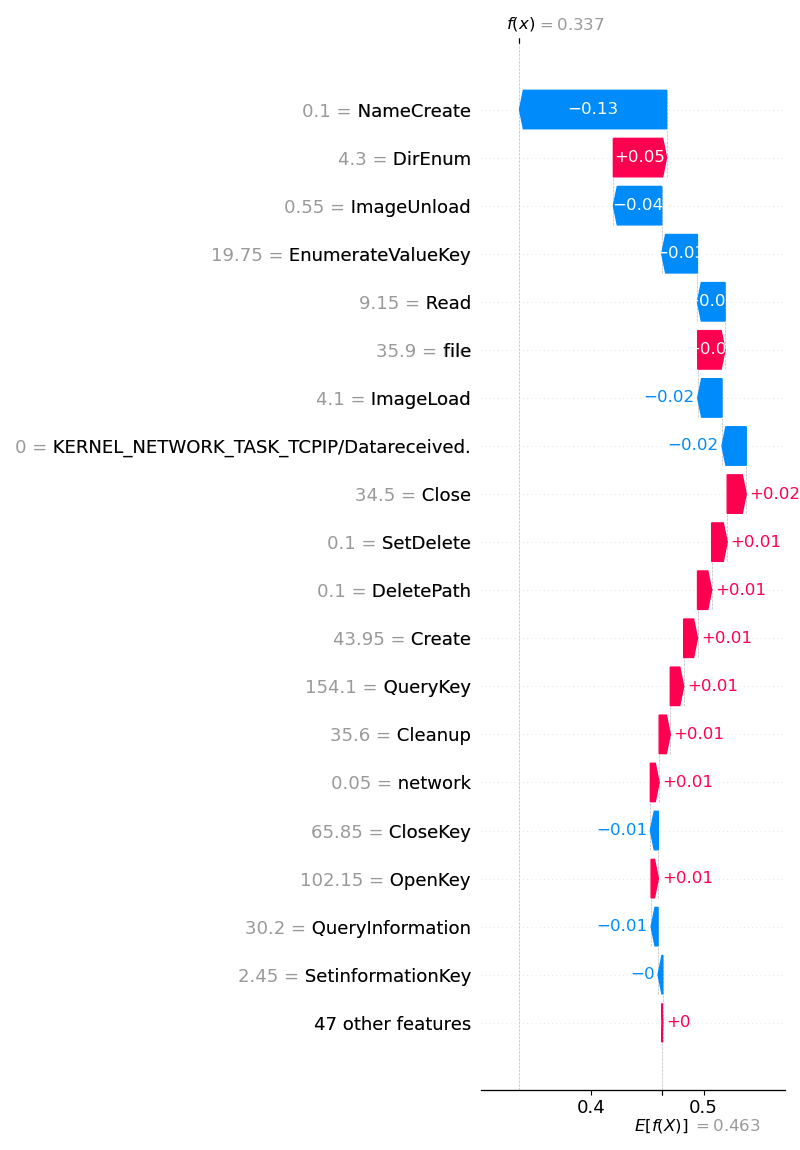 f(x) = 0.337
0.1 = NameCreate
−0.13
4.3 = DirEnum
+0.05
0.55 = ImageUnload
−0.04
19.75 = EnumerateValueKey
9.15 = Read
35.9 = file
4.1 = ImageLoad
−0.02
0 = KERNEL_NETWORK_TASK_TCPIP/Datareceived.
−0.02
34.5 = Close
+0.02
0.1 = SetDelete
+0.01
0.1 = DeletePath
+0.01
43.95 = Create
+0.01
154.1 = QueryKey
+0.01
35.6 = Cleanup
+0.01
0.05 = network
+0.01
65.85 = CloseKey
−0.01
102.15 = OpenKey
+0.01
30.2 = QueryInformation
−0.01
2.45 = SetinformationKey
−0
47 other features
+0
0.4
0.5
E[f(X)] = 0.463